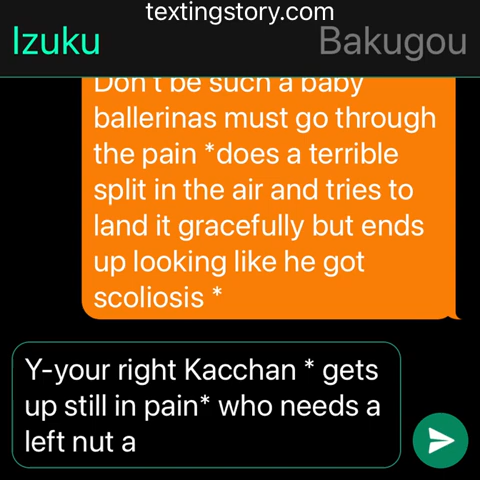 textingstory.com
Izuku Bakugou
Don't be such a baby
ballerinas must go through
the pain *does a terrible
split in the air and tries to
land it gracefully but ends
up looking like he got
scoliosis *
Y-your right Kacchan * gets
up still in pain* who needs a
left nut a